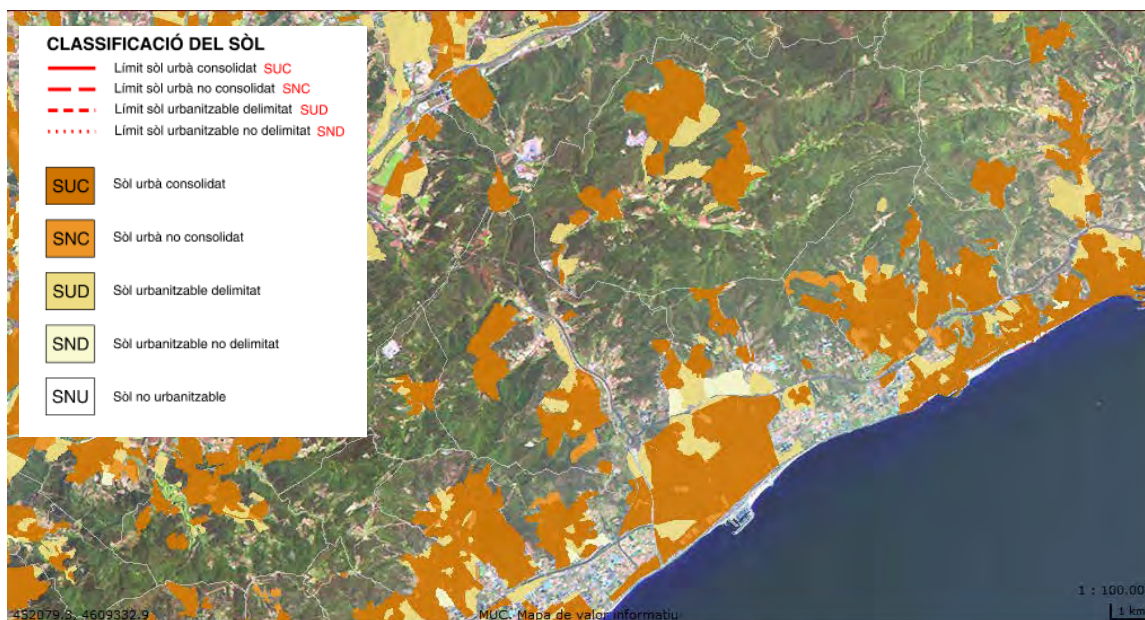 CLASSIFICACIÓ DEL SÒL
Límit sòl urbà consolidat SUC
Límit sòl urbà no consolidat SNC
Límit sòl urbanitzable delimitat SUD
Límit sòl urbanitzable no delimitat SND
SUC Sòl urbà consolidat
SNC Sòl urbà no consolidat
SUD Sòl urbanitzable delimitat
SND Sòl urbanitzable no delimitat
SNU Sòl no urbanitzable
1 : 100.00
452079.3, 4609332.9 MUC. Mapa de valor informatiu 1 km